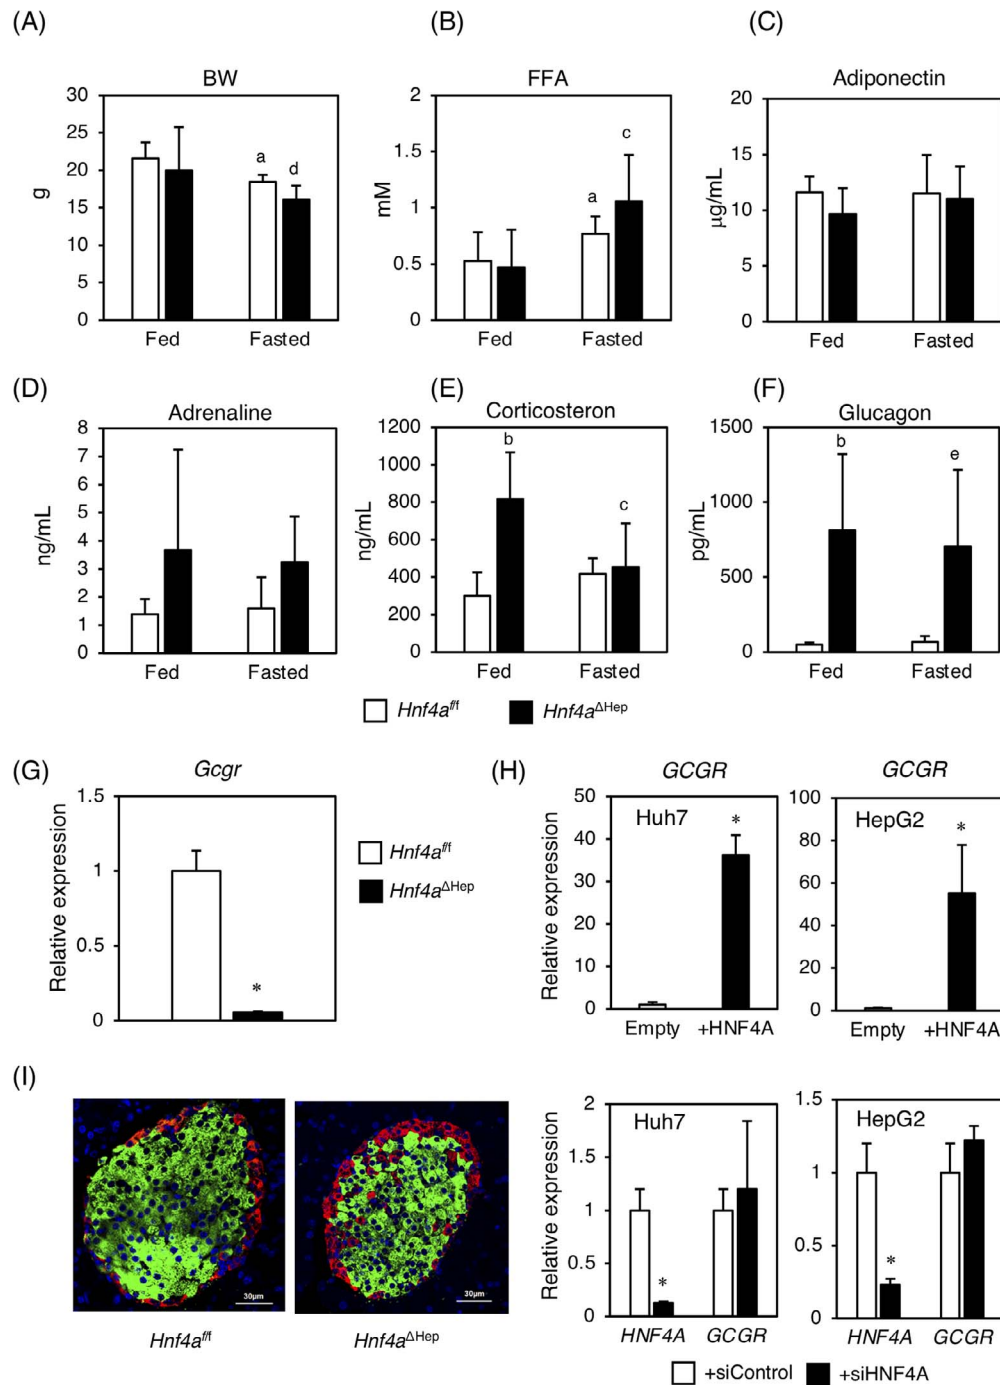 (A)
BW
30
25
20
15
10
5
0
g
a
d
Fed Fasted
(B)
FFA
2
1.5
1
0.5
0
mM
a
c
Fed Fasted
(C)
Adiponectin
20
15
10
5
0
µg/mL
Fed Fasted
(D)
Adrenaline
8
7
6
5
4
3
2
1
0
ng/mL
Fed Fasted
(E)
Corticosteron
1200
1000
800
600
400
200
0
ng/mL
b
c
Fed Fasted
(F)
Glucagon
1500
1000
500
0
pg/mL
b
e
Fed Fasted
Hnf4a^f/f Hnf4a^ΔHep
(G)
Gcgr
1.5
1
0.5
0
Relative expression
*
Hnf4a^f/f
Hnf4a^ΔHep
(H)
GCGR
Huh7
50
40
30
20
10
0
Relative expression
*
Empty +HNF4A
GCGR
HepG2
100
80
60
40
20
0
*
Empty +HNF4A
(I)
30µm
30µm
Hnf4a^f/f Hnf4a^ΔHep
Huh7
2
1.6
1.2
0.8
0.4
0
Relative expression
*
HNF4A GCGR
HepG2
1.5
1
0.5
0
*
HNF4A GCGR
+siControl +siHNF4A